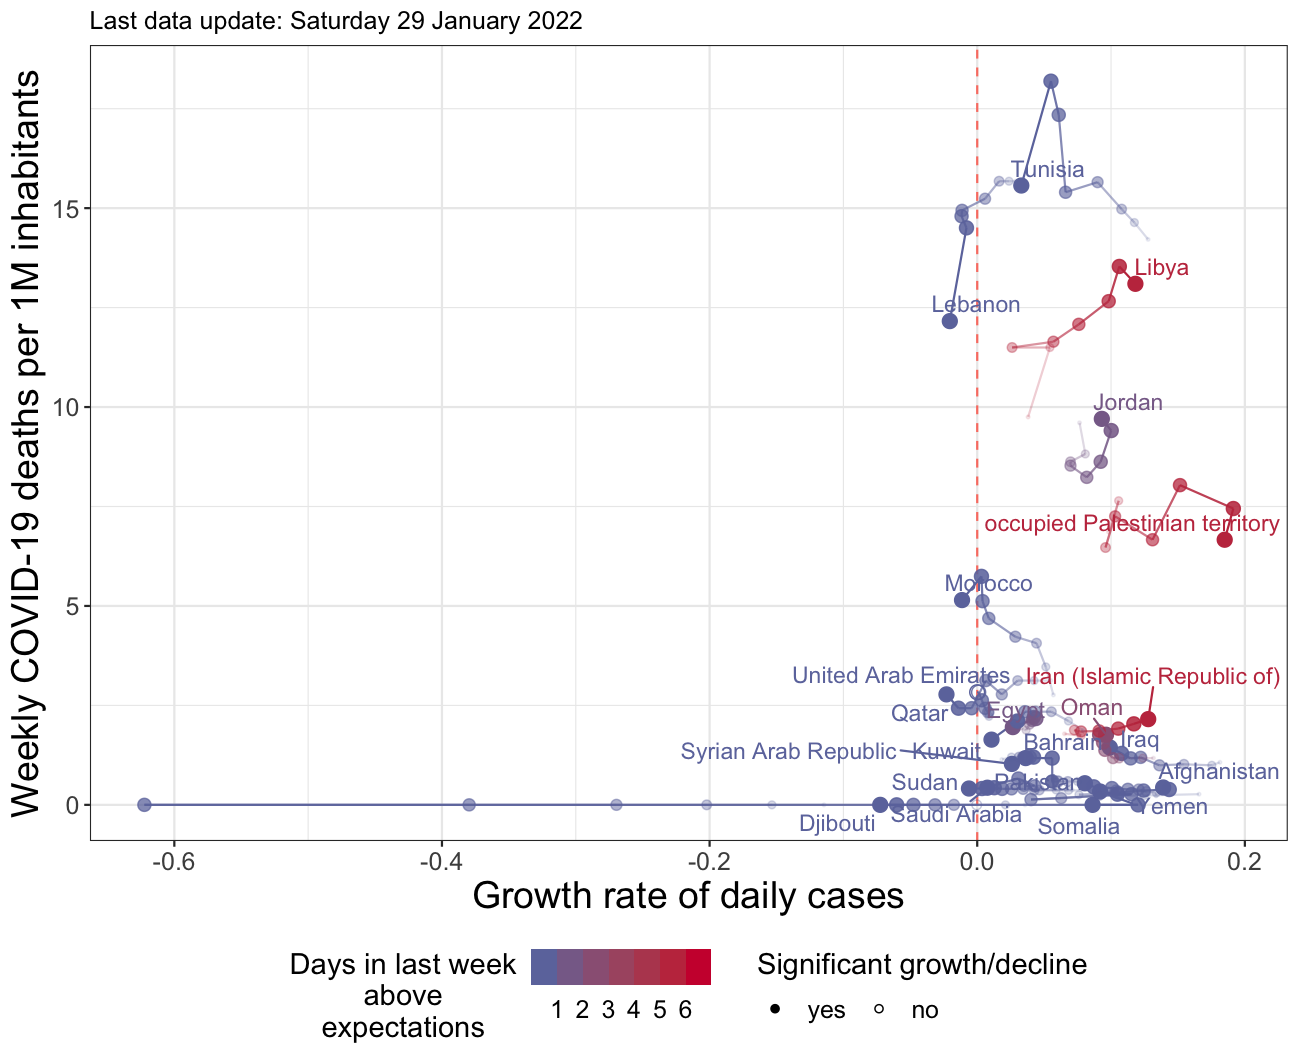 Last data update: Saturday 29 January 2022
Weekly COVID-19 deaths per 1M inhabitants
15
10
5
0
Tunisia
Libya
Lebanon
Jordan
occupied Palestinian territory
Morocco
United Arab Emirates
Iran (Islamic Republic of)
Qatar
Egypt
Oman
Syrian Arab Republic
Kuwait
Bahrain
Iraq
Afghanistan
Sudan
Pakistan
Saudi Arabia
Yemen
Djibouti
Somalia
-0.6
-0.4
-0.2
0.0
0.2
Growth rate of daily cases
Days in last week
above
expectations
1 2 3 4 5 6
Significant growth/decline
yes
no